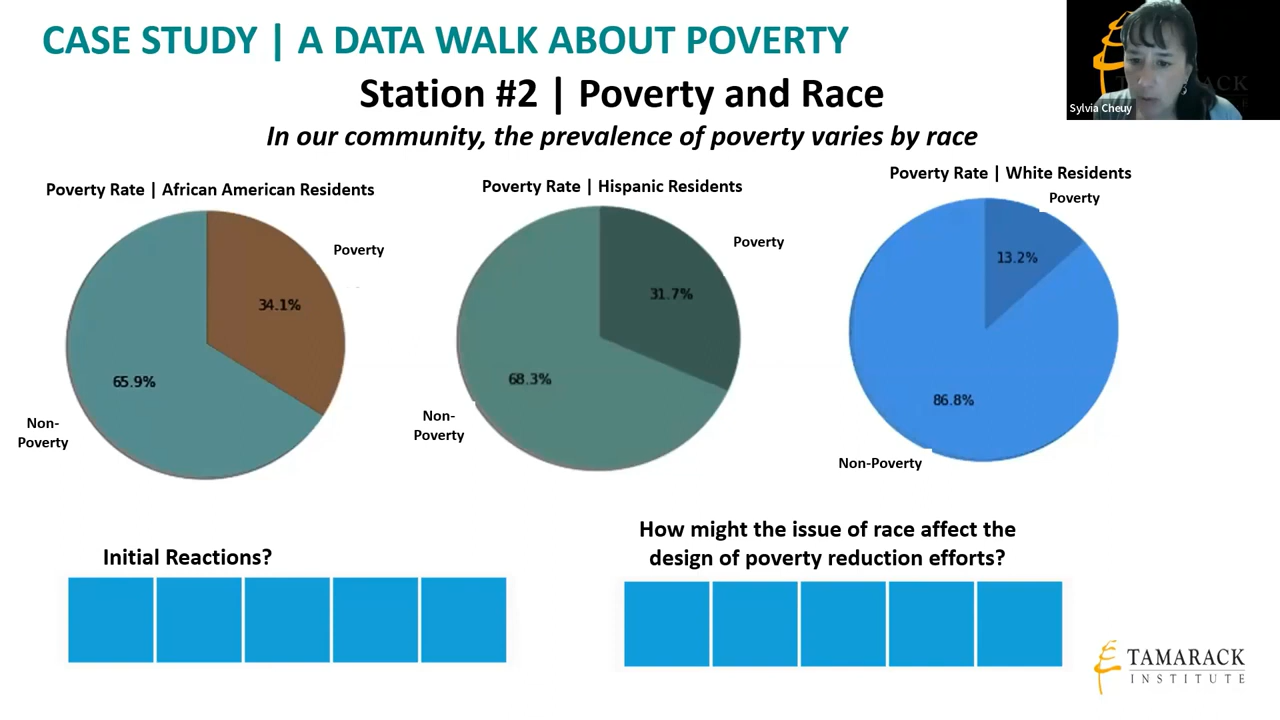 CASE STUDY | A DATA WALK ABOUT POVERTY
Station #2 | Poverty and Race
In our community, the prevalence of poverty varies by race
Sylvia Cheuy
Poverty Rate | African American Residents
Poverty
34.1%
65.9%
Non-
Poverty
Poverty Rate | Hispanic Residents
Poverty
31.7%
68.3%
Non-
Poverty
Poverty Rate | White Residents
Poverty
13.2%
86.8%
Non-Poverty
Initial Reactions?
How might the issue of race affect the
design of poverty reduction efforts?
TAMARACK
INSTITUTE